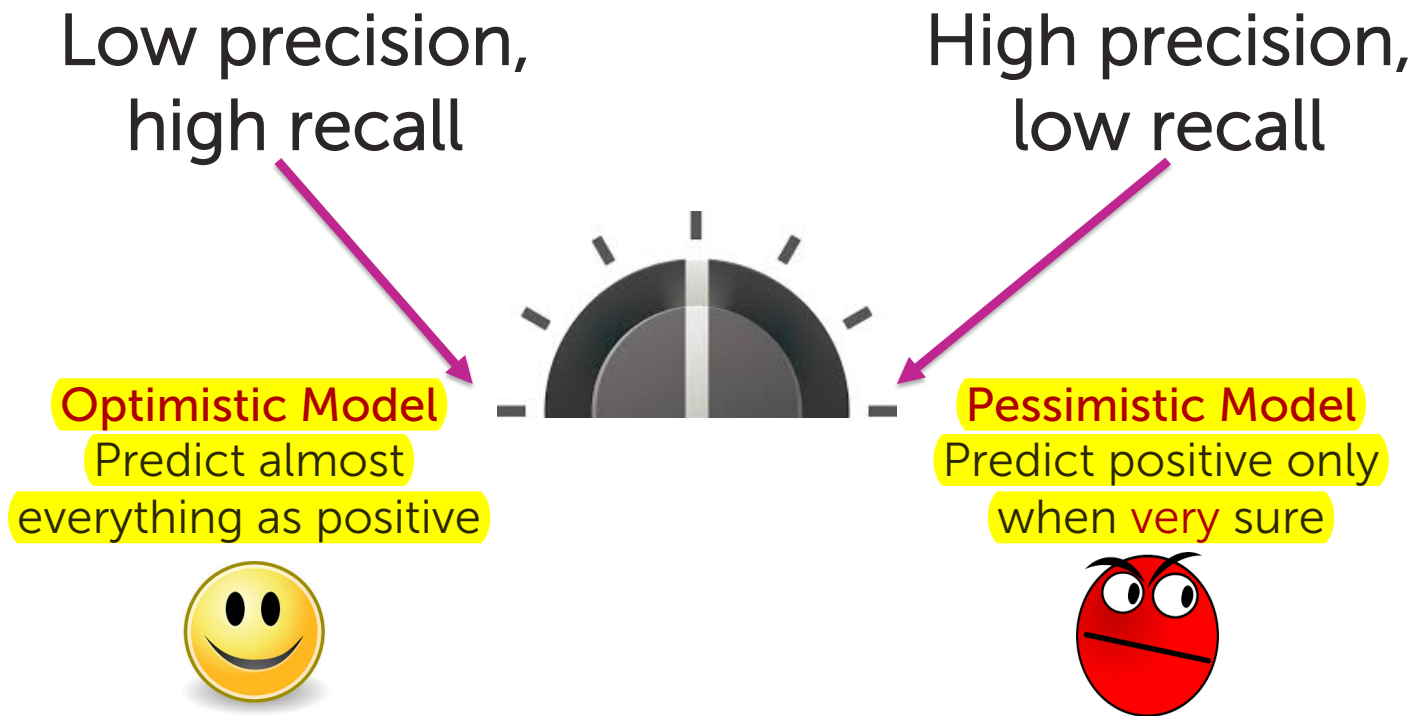 Low precision,
high recall
High precision,
low recall
Optimistic Model
Predict almost
everything as positive
Pessimistic Model
Predict positive only
when very sure